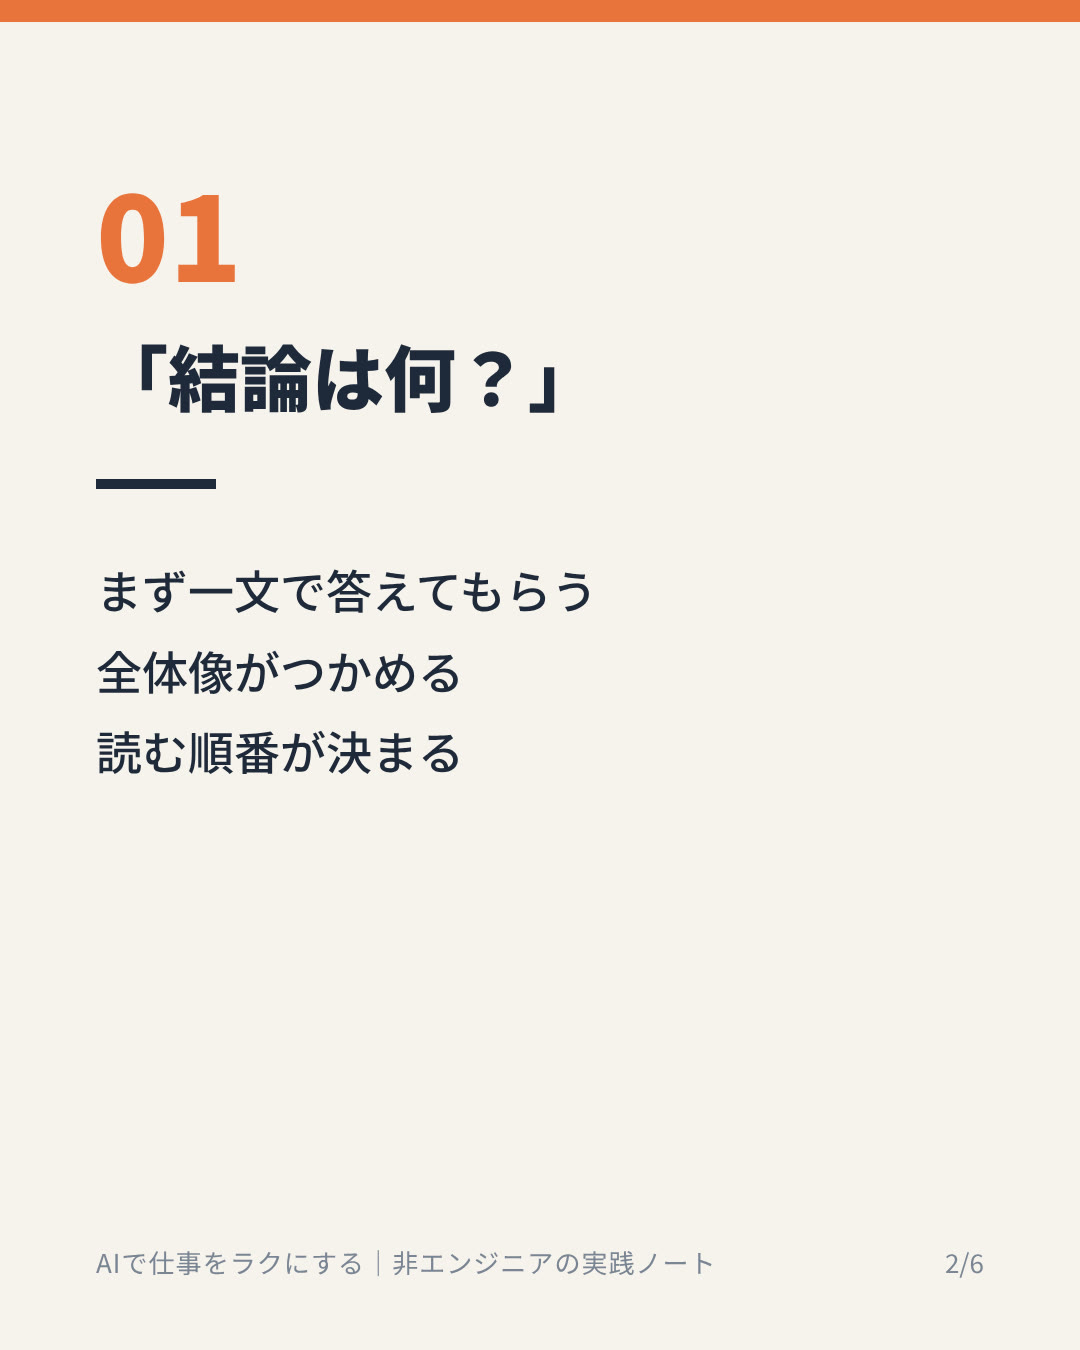 01
「結論は何？」
まず一文で答えてもらう
全体像がつかめる
読む順番が決まる
AIで仕事をラクにする｜非エンジニアの実践ノート
2/6